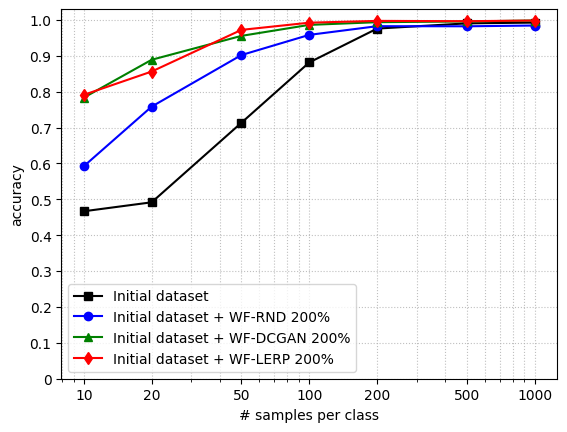 1.0
0.9
0.8
0.7
0.6
0.5
0.4
0.3
0.2
0.1
0
accuracy
Initial dataset
Initial dataset + WF-RND 200%
Initial dataset + WF-DCGAN 200%
Initial dataset + WF-LERP 200%
10 20 50 100 200 500 1000
# samples per class